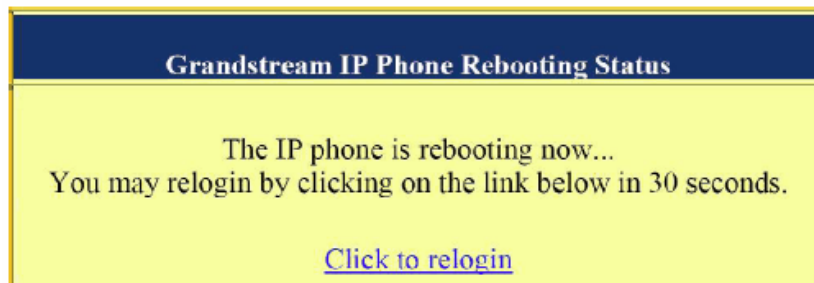 Grandstream IP Phone Rebooting Status
The IP phone is rebooting now...
You may relogin by clicking on the link below in 30 seconds.
Click to relogin